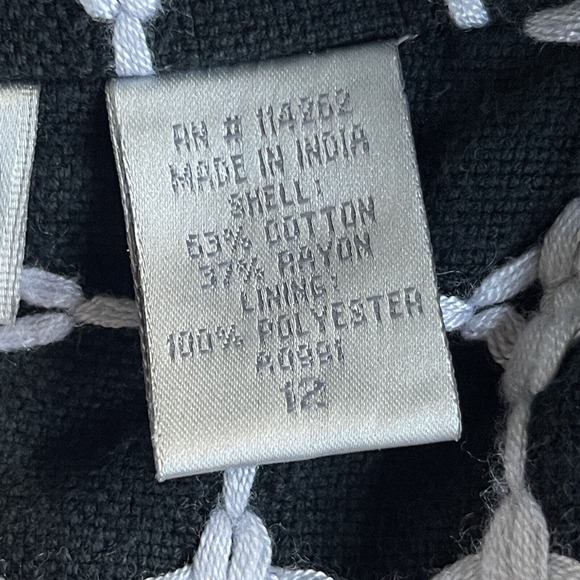 RN # 114262
MADE IN INDIA
SHELL:
63% COTTON
37% RAYON
LINING:
100% POLYESTER
A0991
12